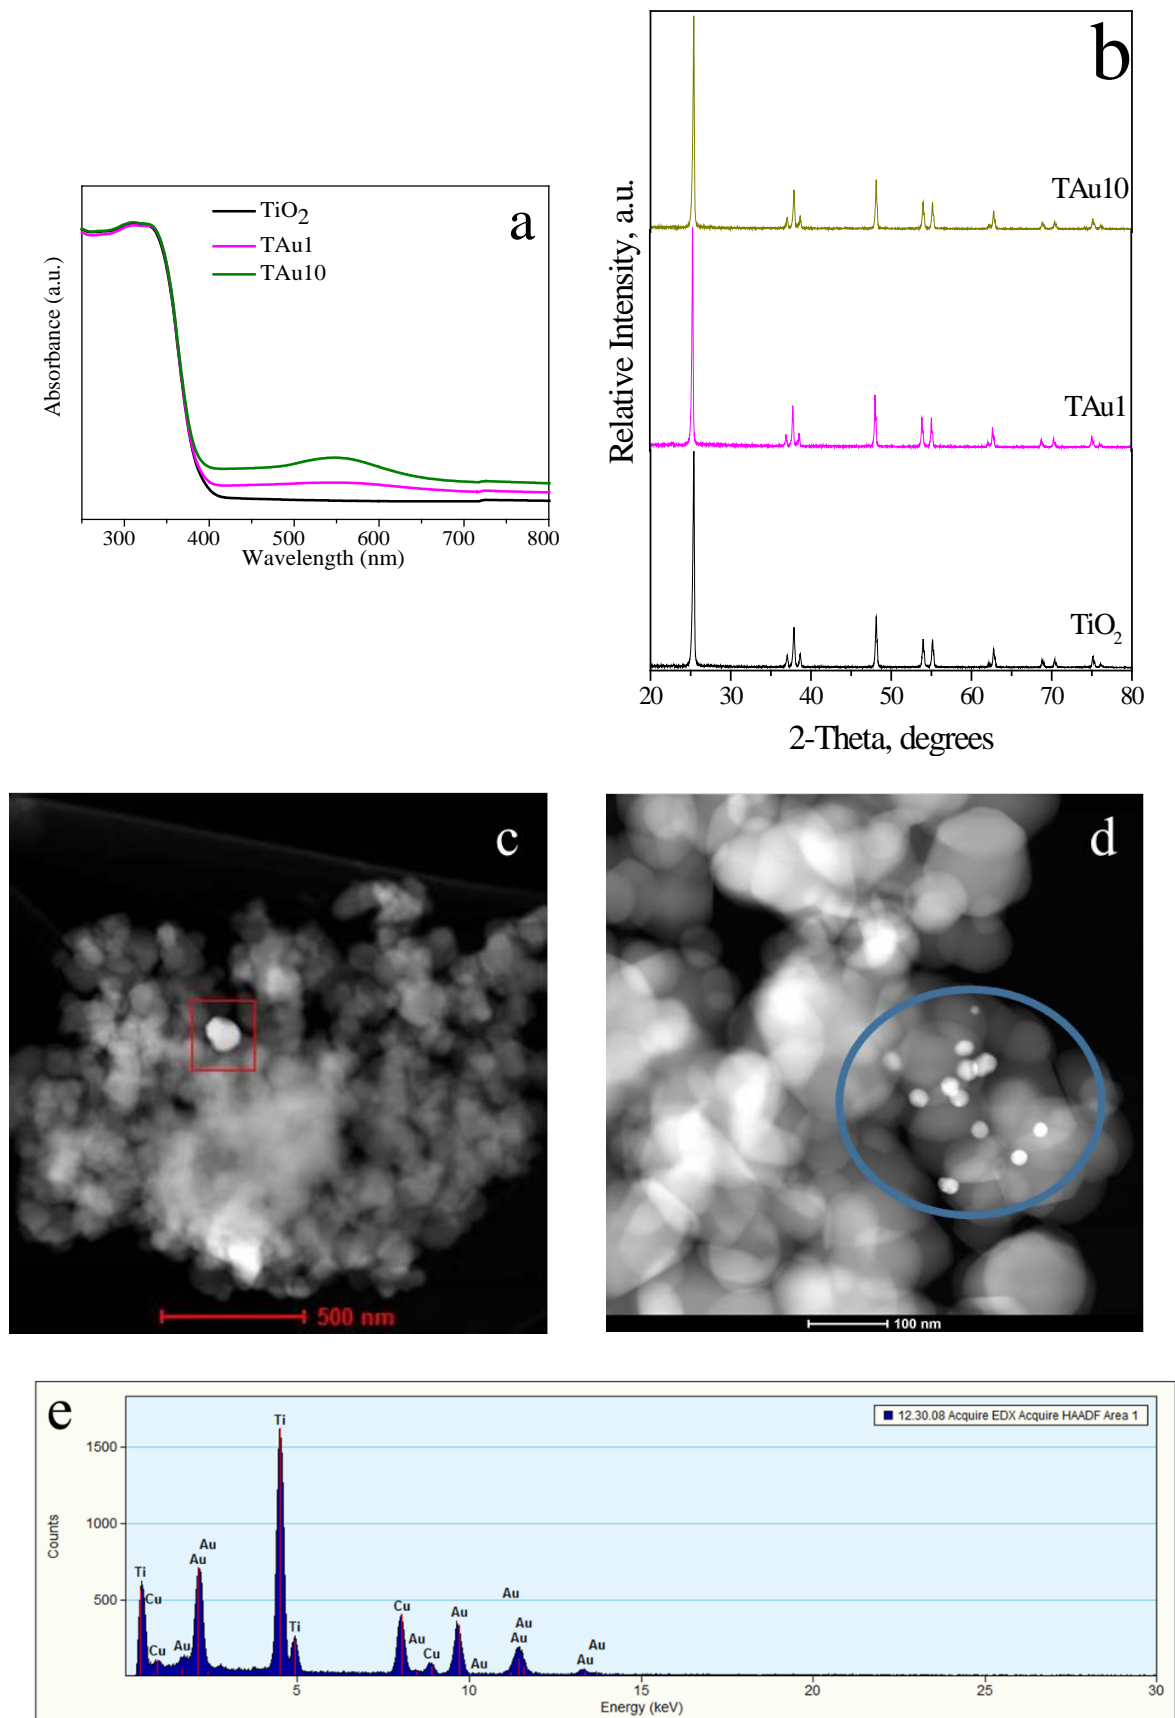 a
TiO2
TAu1
TAu10
Absorbance (a.u.)
300 400 500 600 700 800
Wavelength (nm)
b
TAu10
TAu1
TiO2
Relative Intensity, a.u.
20 30 40 50 60 70 80
2-Theta, degrees
c
500 nm
d
100 nm
e
12.30.08 Acquire EDX Acquire HAADF Area 1
Counts
1500
1000
500
Ti
Cu
Cu
Au
Au
Au
Ti
Ti
Cu
Au
Cu
Au
Au
Au
Au
Au
Au
Au
5 10 15 20 25 30
Energy (keV)